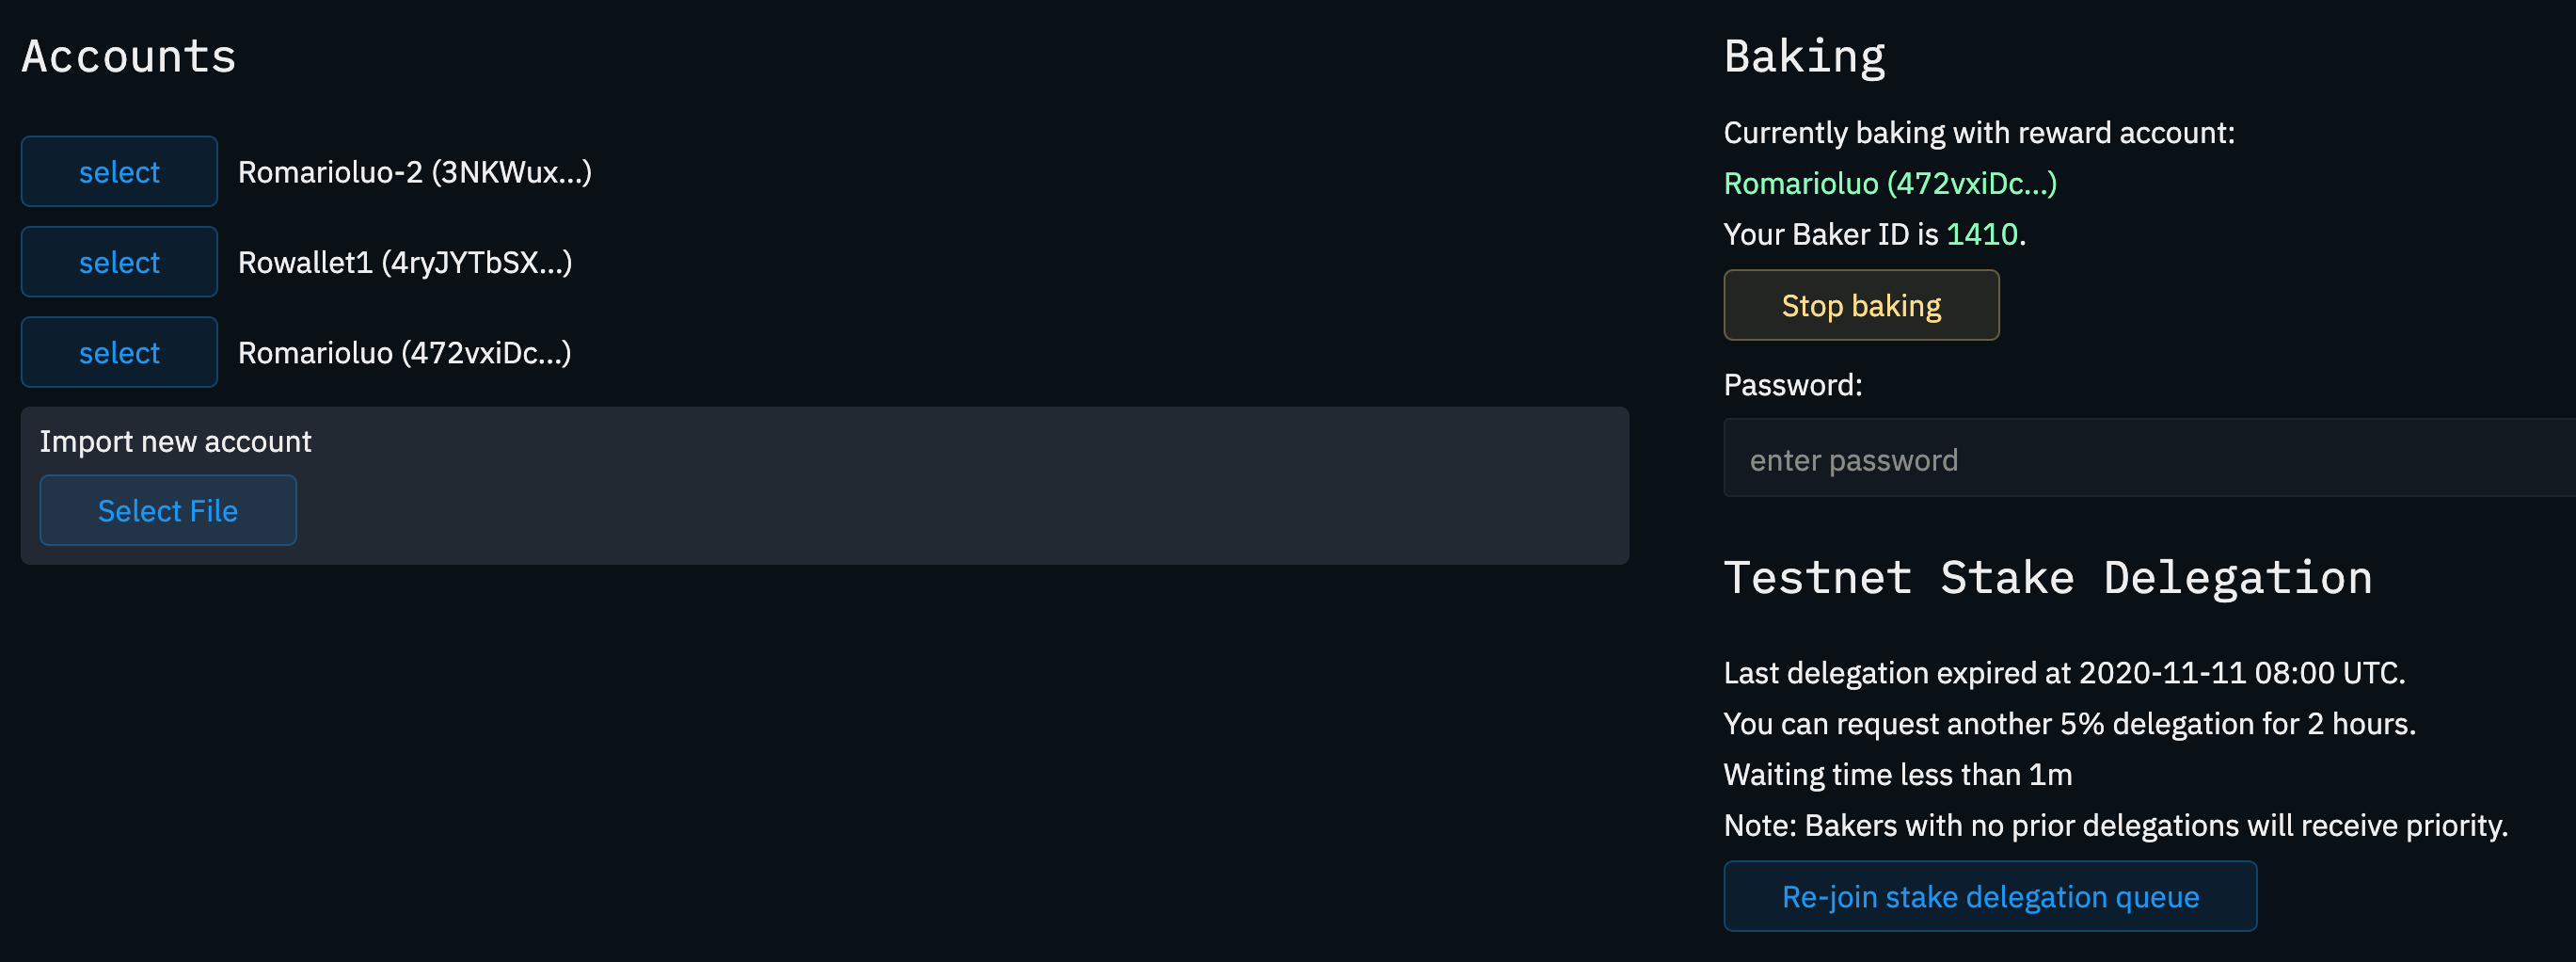 Accounts
select
Romarioluo-2 (3NKWux...)
select
Rowallet1 (4ryJYTbSX...)
select
Romarioluo (472vxiDc...)
Import new account
Select File
Baking
Currently baking with reward account:
Romarioluo (472vxiDc...)
Your Baker ID is 1410.
Stop baking
Password:
enter password
Testnet Stake Delegation
Last delegation expired at 2020-11-11 08:00 UTC.
You can request another 5% delegation for 2 hours.
Waiting time less than 1m
Note: Bakers with no prior delegations will receive priority.
Re-join stake delegation queue